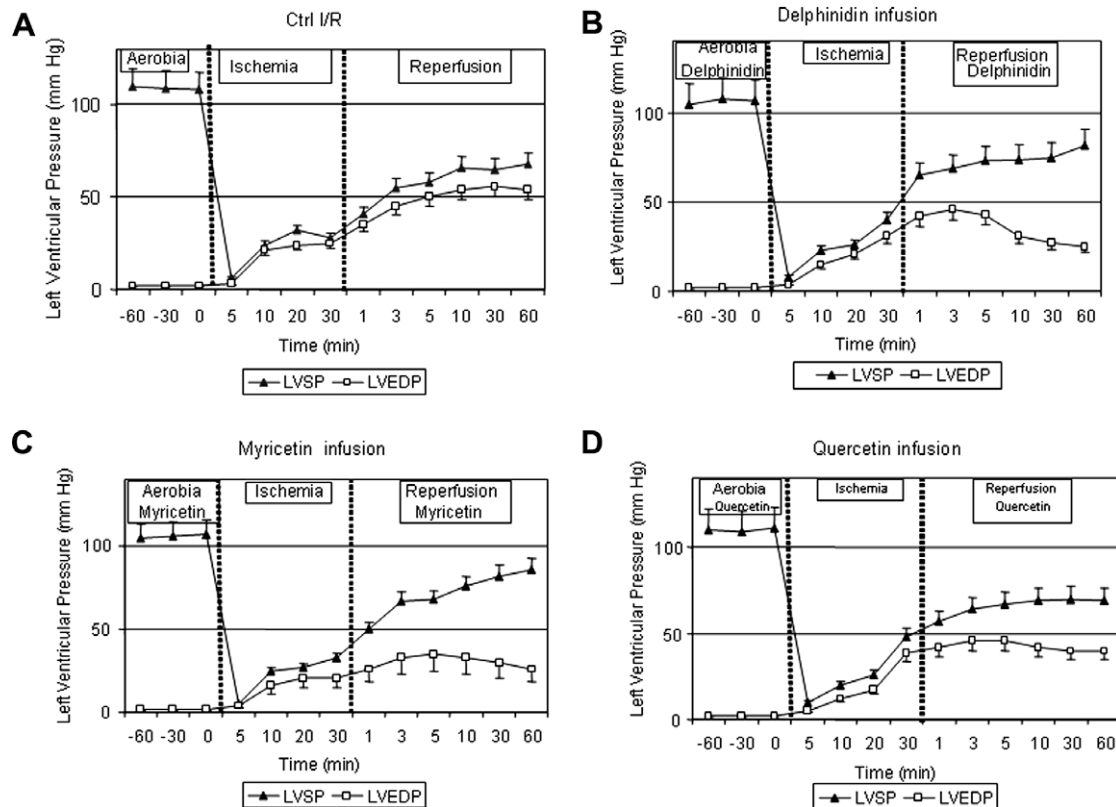 A
Ctrl I/R
Left Ventricular Pressure (mm Hg)
Aerobia
Ischemia
Reperfusion
100
50
0
-60 -30 0 5 10 20 30 1 3 5 10 30 60
Time (min)
LVSP LVEDP
B
Delphinidin infusion
Left Ventricular Pressure (mm Hg)
Aerobia
Delphinidin
Ischemia
Reperfusion
Delphinidin
100
50
0
-60 -30 0 5 10 20 30 1 3 5 10 30 60
Time (min)
LVSP LVEDP
C
Myricetin infusion
Left Ventricular Pressure (mm Hg)
Aerobia
Myricetin
Ischemia
Reperfusion
Myricetin
100
50
0
-60 -30 0 5 10 20 30 1 3 5 10 30 60
Time (min)
LVSP LVEDP
D
Quercetin infusion
Left Ventricular Pressure (mm Hg)
Aerobia
Quercetin
Ischemia
Reperfusion
Quercetin
100
50
0
-60 -30 0 5 10 20 30 1 3 5 10 30 60
Time (min)
LVSP LVEDP